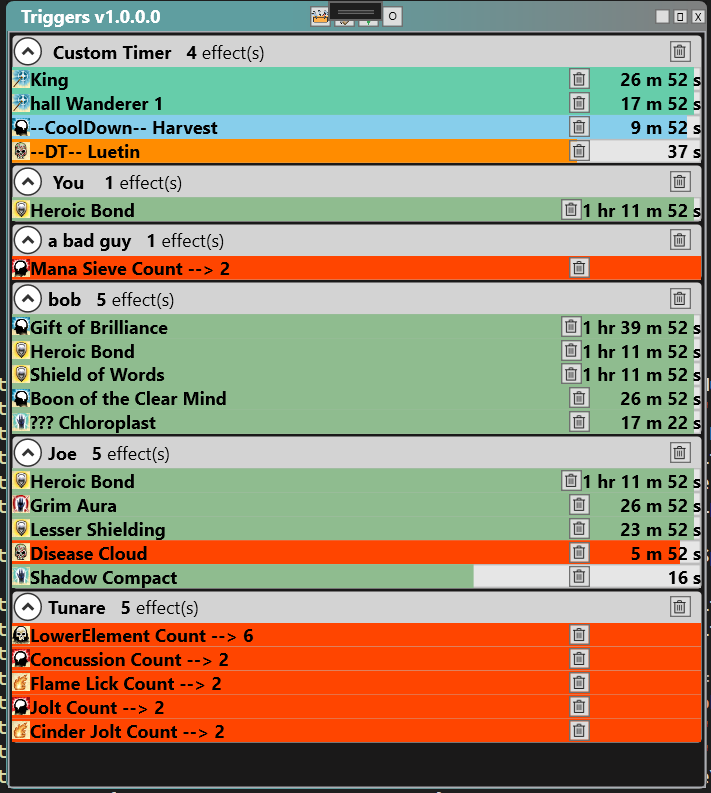 Triggers v1.0.0.0 O X
Custom Timer 4 effect(s)
King 26 m 52 s
hall Wanderer 1 17 m 52 s
--CoolDown-- Harvest 9 m 52 s
--DT-- Luetin 37 s
You 1 effect(s)
Heroic Bond 1 hr 11 m 52 s
a bad guy 1 effect(s)
Mana Sieve Count --> 2
bob 5 effect(s)
Gift of Brilliance 1 hr 39 m 52 s
Heroic Bond 1 hr 11 m 52 s
Shield of Words 1 hr 11 m 52 s
Boon of the Clear Mind 26 m 52 s
??? Chloroplast 17 m 22 s
Joe 5 effect(s)
Heroic Bond 1 hr 11 m 52 s
Grim Aura 26 m 52 s
Lesser Shielding 23 m 52 s
Disease Cloud 5 m 52 s
Shadow Compact 16 s
Tunare 5 effect(s)
LowerElement Count --> 6
Concussion Count --> 2
Flame Lick Count --> 2
Jolt Count --> 2
Cinder Jolt Count --> 2